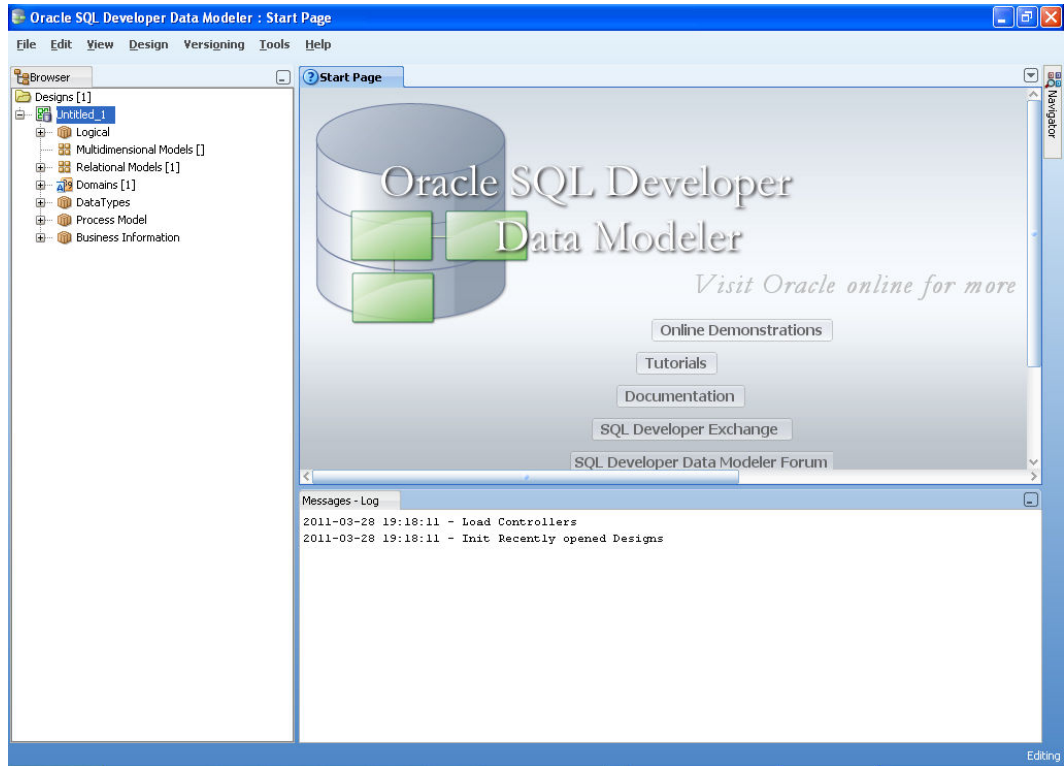 Oracle SQL Developer Data Modeler : Start Page
File Edit View Design Versioning Tools Help
Browser
Designs [1]
Untitled_1
Logical
Multidimensional Models []
Relational Models [1]
Domains [1]
DataTypes
Process Model
Business Information
Start Page
Oracle SQL Developer
Data Modeler
Visit Oracle online for more
Online Demonstrations
Tutorials
Documentation
SQL Developer Exchange
SQL Developer Data Modeler Forum
Navigator
Messages - Log
2011-03-28 19:18:11 - Load Controllers
2011-03-28 19:18:11 - Init Recently opened Designs
Editing